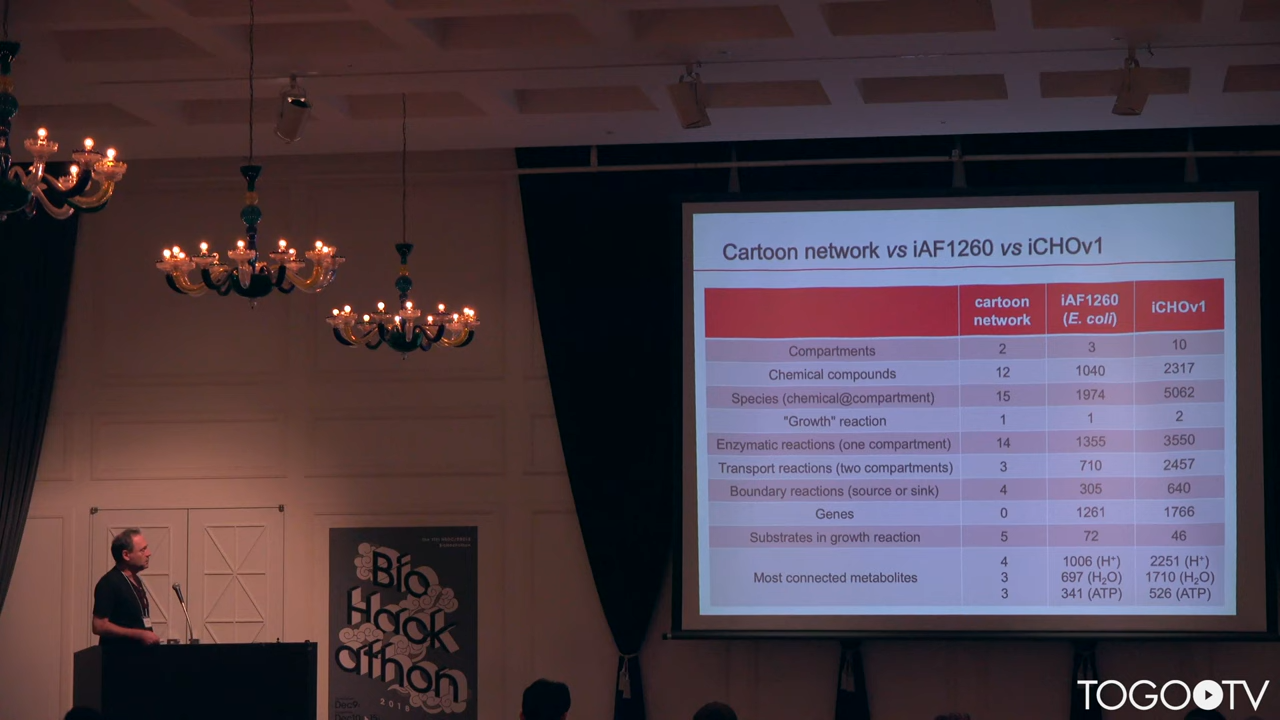 Cartoon network vs iAF1260 vs iCHOv1
cartoon network iAF1260 (E. coli) iCHOv1
Compartments 2 3 10
Chemical compounds 12 1040 2317
Species (chemical@compartment) 15 1974 5062
"Growth" reaction 1 1 2
Enzymatic reactions (one compartment) 14 1355 3550
Transport reactions (two compartments) 3 710 2457
Boundary reactions (source or sink) 4 305 640
Genes 0 1261 1766
Substrates in growth reaction 5 72 46
Most connected metabolites
4 1006 (H⁺) 2251 (H⁺)
3 697 (H₂O) 1710 (H₂O)
3 341 (ATP) 526 (ATP)
Bio
Hack
athon
2018
TOGO TV